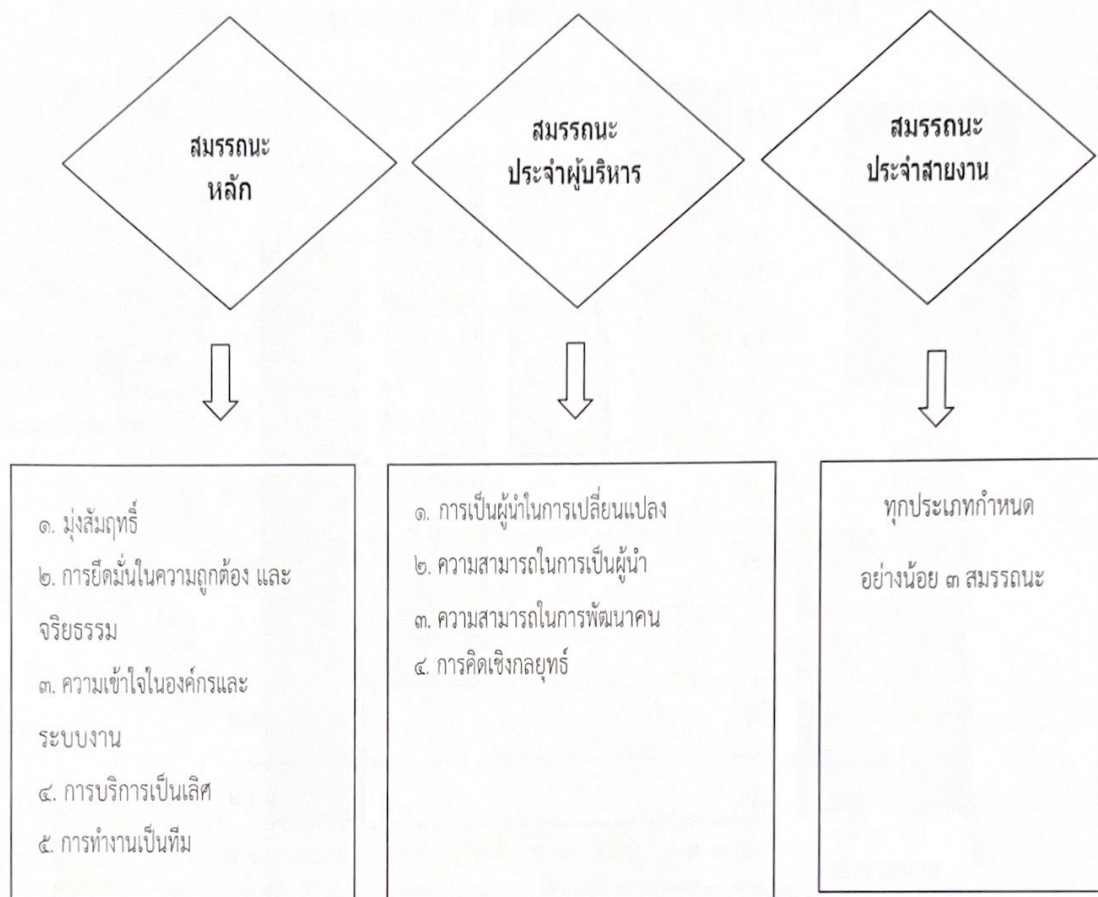 สมรรถนะ
หลัก
สมรรถนะ
ประจำผู้บริหาร
สมรรถนะ
ประจำสายงาน
๑. มุ่งสัมฤทธิ์
๒. การยึดมั่นในความถูกต้อง และ
จริยธรรม
๓. ความเข้าใจในองค์กรและ
ระบบงาน
๔. การบริการเป็นเลิศ
๕. การทำงานเป็นทีม
๑. การเป็นผู้นำในการเปลี่ยนแปลง
๒. ความสามารถในการเป็นผู้นำ
๓. ความสามารถในการพัฒนาคน
๔. การคิดเชิงกลยุทธ์
ทุกประเภทกำหนด
อย่างน้อย ๓ สมรรถนะ